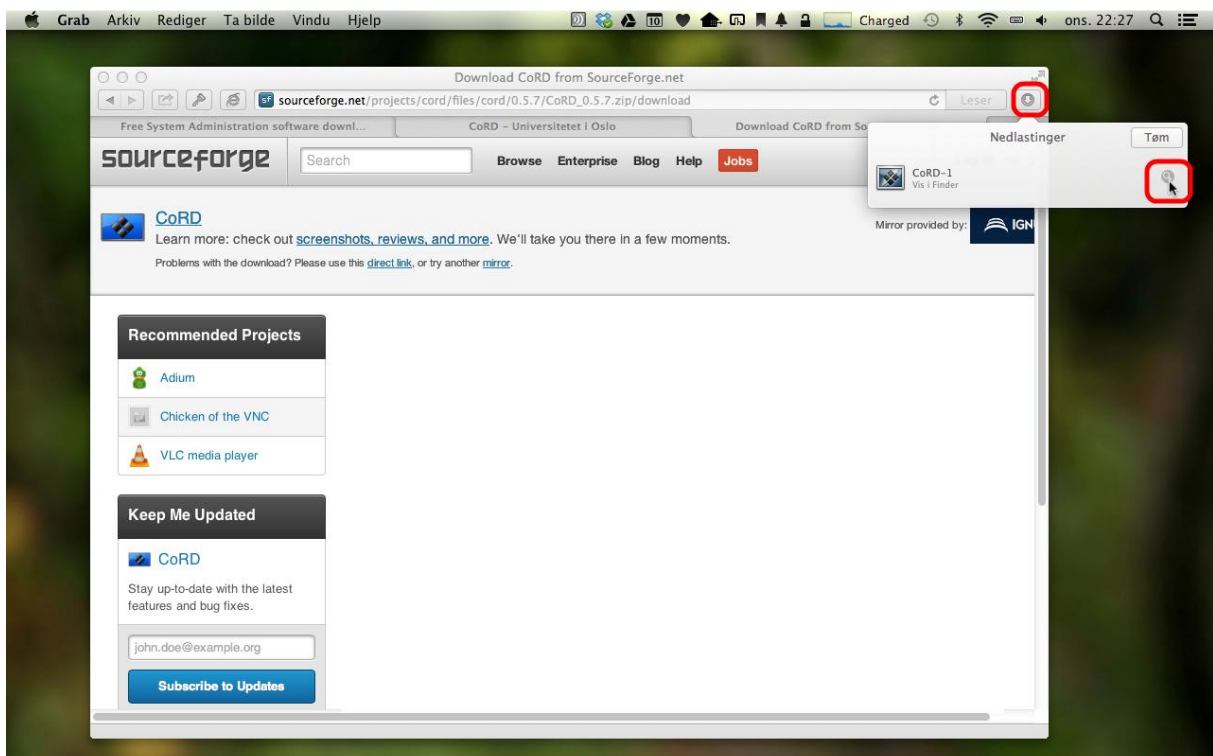 Grab Arkiv Rediger Ta bilde Vindu Hjelp 10 Charged ons. 22:27
Download CoRD from SourceForge.net
sf sourceforge.net/projects/cord/files/cord/0.5.7/CoRD_0.5.7.zip/download Leser
Free System Administration software downl... CoRD – Universitetet i Oslo Download CoRD from So
Nedlastinger Tøm
CoRD-1
Vis i Finder
sourceforge Search Browse Enterprise Blog Help Jobs
CoRD
Learn more: check out screenshots, reviews, and more. We'll take you there in a few moments.
Problems with the download? Please use this direct link, or try another mirror.
Mirror provided by: IGN
Recommended Projects
Adium
Chicken of the VNC
VLC media player
Keep Me Updated
CoRD
Stay up-to-date with the latest
features and bug fixes.
john.doe@example.org
Subscribe to Updates